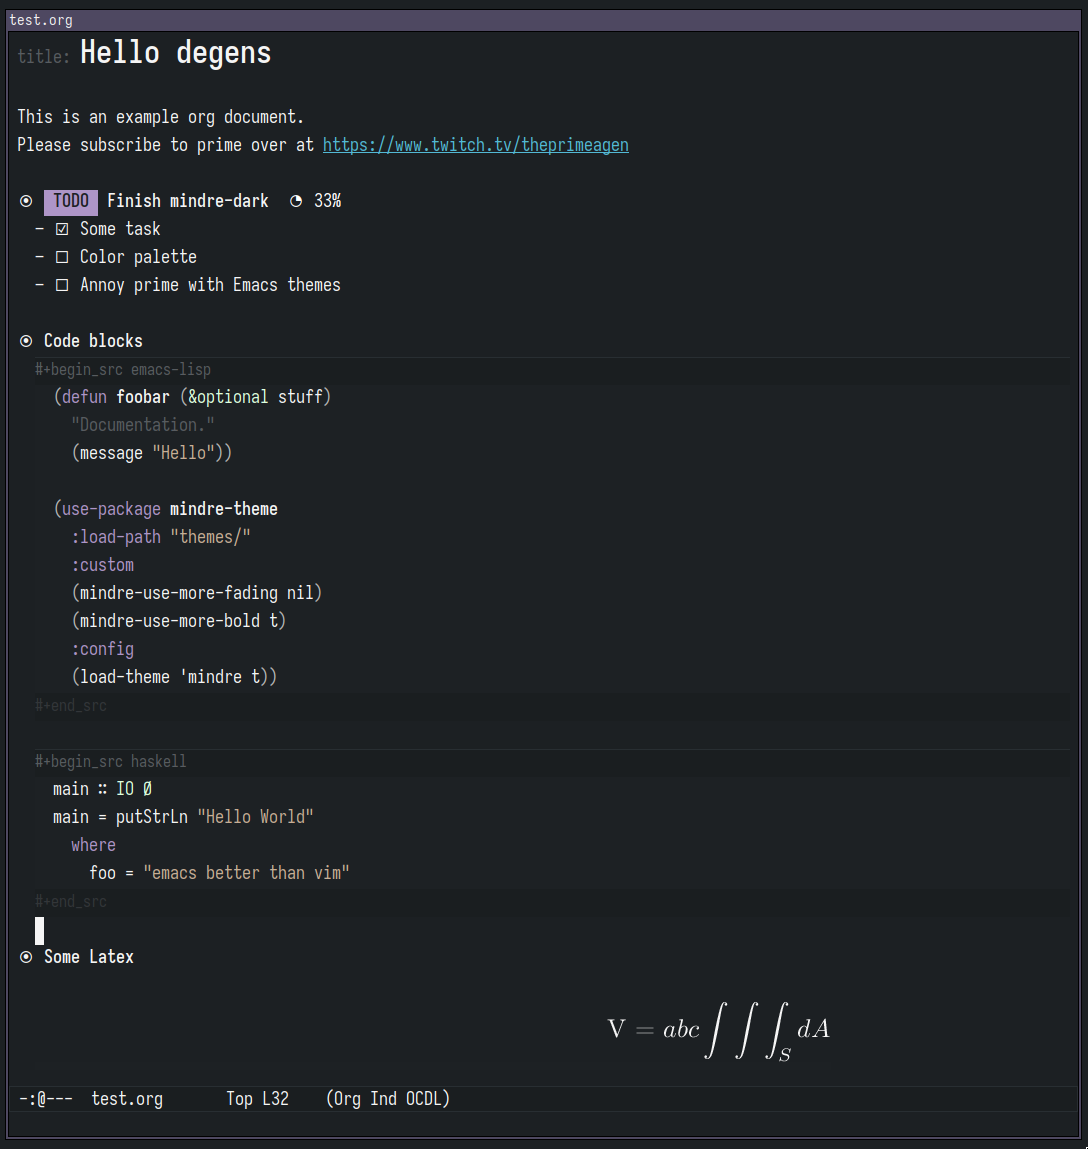 test.org
title: Hello degens
This is an example org document.
Please subscribe to prime over at https://www.twitch.tv/theprimeagen
⦿ TODO Finish mindre-dark ◔ 33%
– ☑ Some task
– ☐ Color palette
– ☐ Annoy prime with Emacs themes
⦿ Code blocks
#+begin_src emacs-lisp
(defun foobar (&optional stuff)
"Documentation."
(message "Hello"))
(use-package mindre-theme
:load-path "themes/"
:custom
(mindre-use-more-fading nil)
(mindre-use-more-bold t)
:config
(load-theme 'mindre t))
#+end_src
#+begin_src haskell
main ∷ IO Ø
main = putStrLn "Hello World"
where
foo = "emacs better than vim"
#+end_src
⦿ Some Latex
V = abc∫∫∫_S dA
-:@--- test.org Top L32 (Org Ind OCDL)